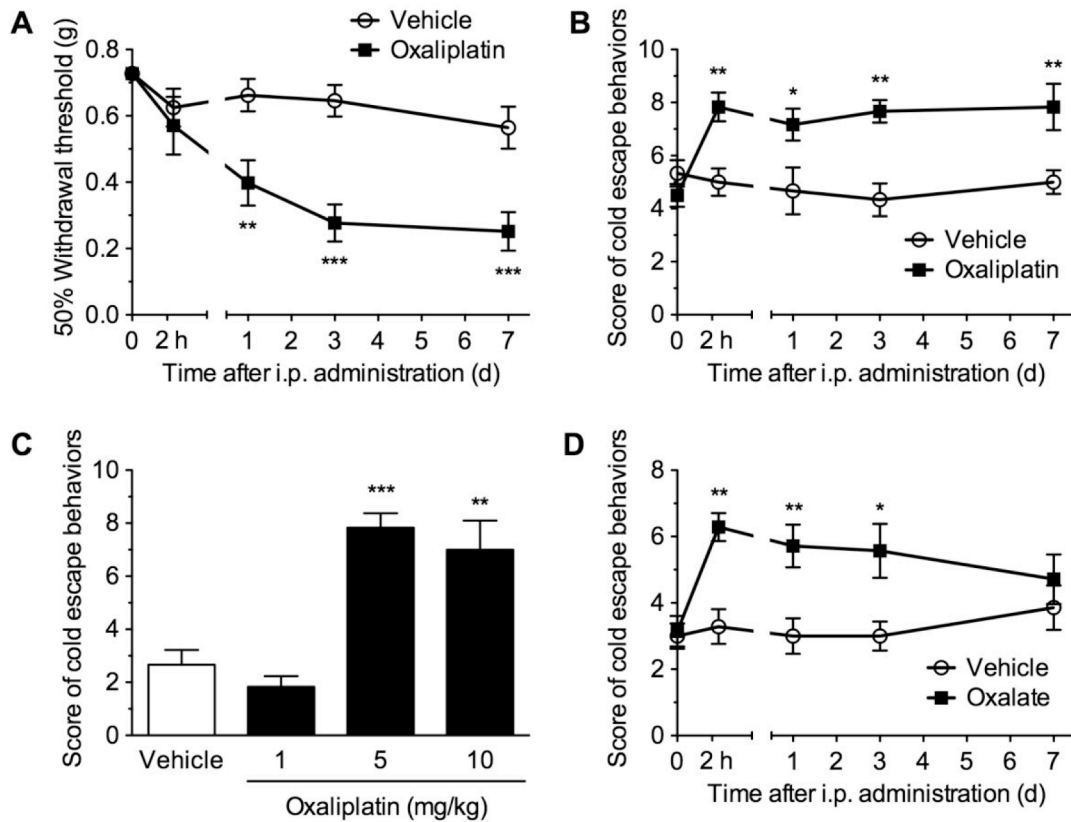 A
50% Withdrawal threshold (g)
0.8
0.6
0.4
0.2
0.0
Vehicle
Oxaliplatin
**
***
***
0 2 h 1 2 3 4 5 6 7
Time after i.p. administration (d)
B
Score of cold escape behaviors
10
8
6
4
2
0
** * ** **
Vehicle
Oxaliplatin
0 2 h 1 2 3 4 5 6 7
Time after i.p. administration (d)
C
Score of cold escape behaviors
10
8
6
4
2
0
*** **
Vehicle 1 5 10
Oxaliplatin (mg/kg)
D
Score of cold escape behaviors
8
6
4
2
0
** ** *
Vehicle
Oxalate
0 2 h 1 2 3 4 5 6 7
Time after i.p. administration (d)